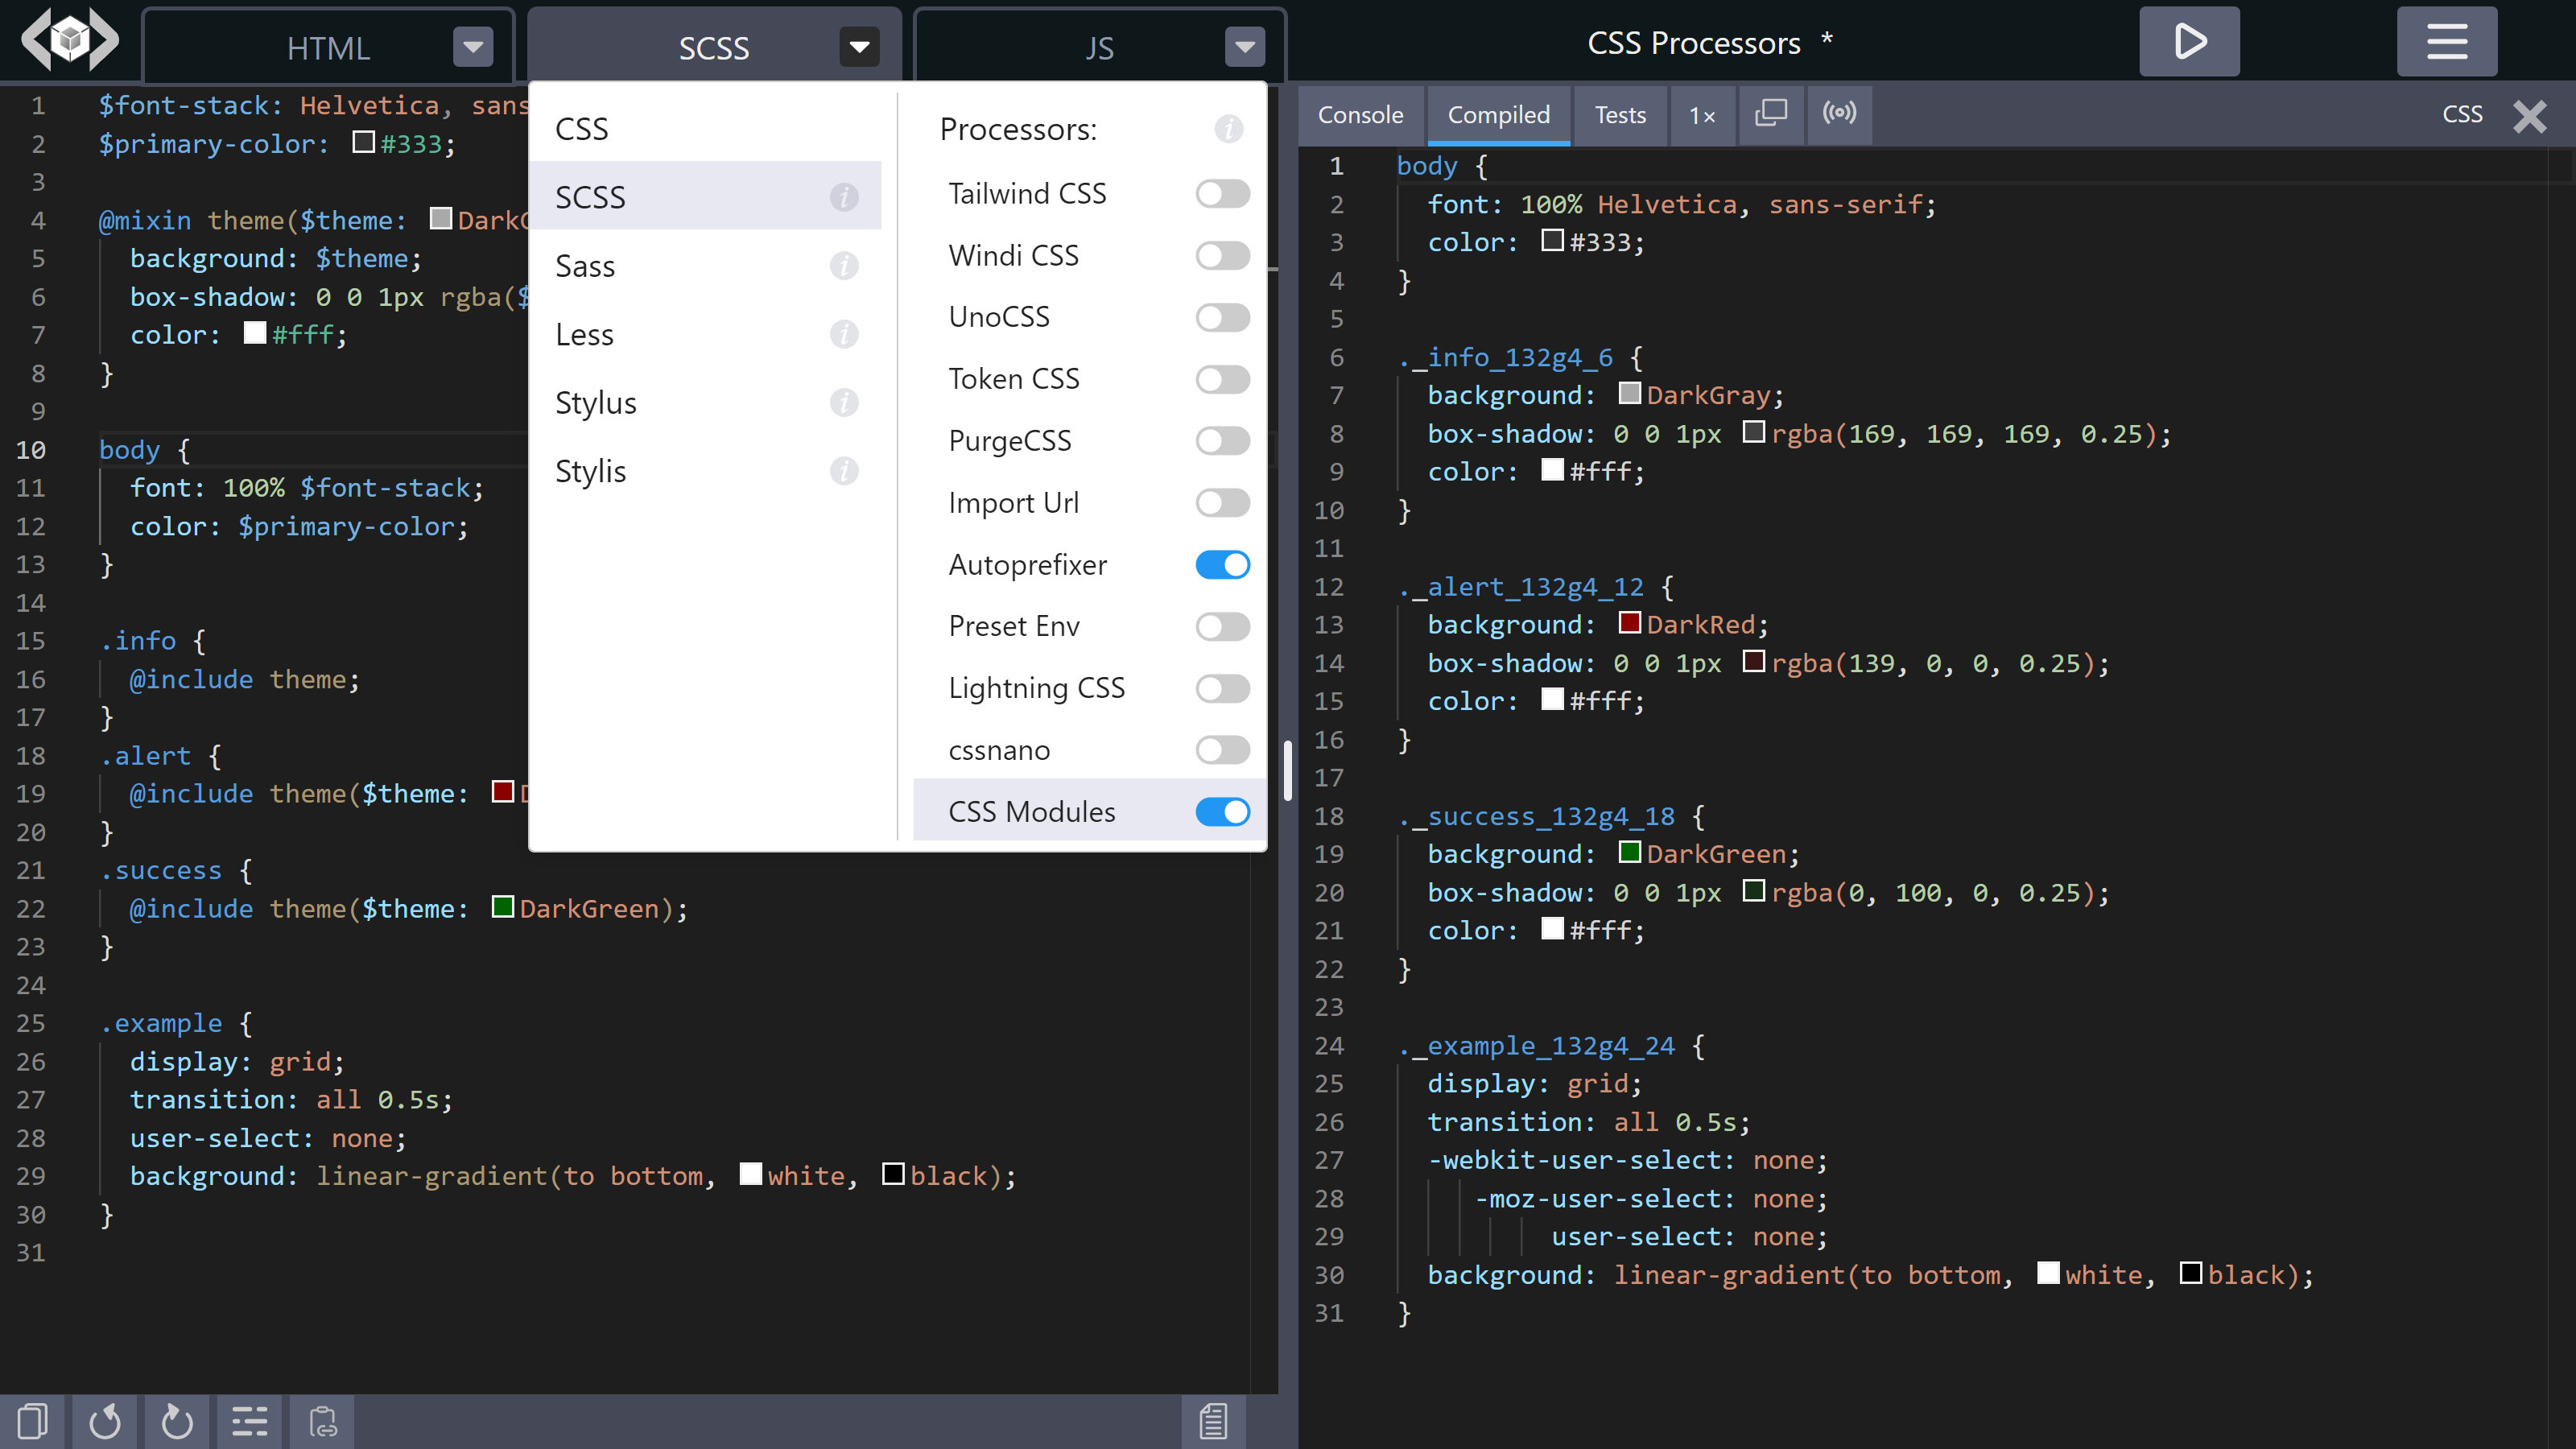 HTML
SCSS
JS
CSS Processors *
1 $font-stack: Helvetica, sans
2 $primary-color: #333;
3
4 @mixin theme($theme: Dark
5 background: $theme;
6 box-shadow: 0 0 1px rgba($
7 color: #fff;
8 }
9
10 body {
11 font: 100% $font-stack;
12 color: $primary-color;
13 }
14
15 .info {
16 @include theme;
17 }
18 .alert {
19 @include theme($theme:
20 }
21 .success {
22 @include theme($theme: DarkGreen);
23 }
24
25 .example {
26 display: grid;
27 transition: all 0.5s;
28 user-select: none;
29 background: linear-gradient(to bottom, white, black);
30 }
31
CSS
SCSS i
Sass i
Less i
Stylus i
Stylis i
Processors: i
Tailwind CSS
Windi CSS
UnoCSS
Token CSS
PurgeCSS
Import Url
Autoprefixer
Preset Env
Lightning CSS
cssnano
CSS Modules
Console Compiled Tests 1× CSS
1 body {
2 font: 100% Helvetica, sans-serif;
3 color: #333;
4 }
5
6 ._info_132g4_6 {
7 background: DarkGray;
8 box-shadow: 0 0 1px rgba(169, 169, 169, 0.25);
9 color: #fff;
10 }
11
12 ._alert_132g4_12 {
13 background: DarkRed;
14 box-shadow: 0 0 1px rgba(139, 0, 0, 0.25);
15 color: #fff;
16 }
17
18 ._success_132g4_18 {
19 background: DarkGreen;
20 box-shadow: 0 0 1px rgba(0, 100, 0, 0.25);
21 color: #fff;
22 }
23
24 ._example_132g4_24 {
25 display: grid;
26 transition: all 0.5s;
27 -webkit-user-select: none;
28 -moz-user-select: none;
29 user-select: none;
30 background: linear-gradient(to bottom, white, black);
31 }